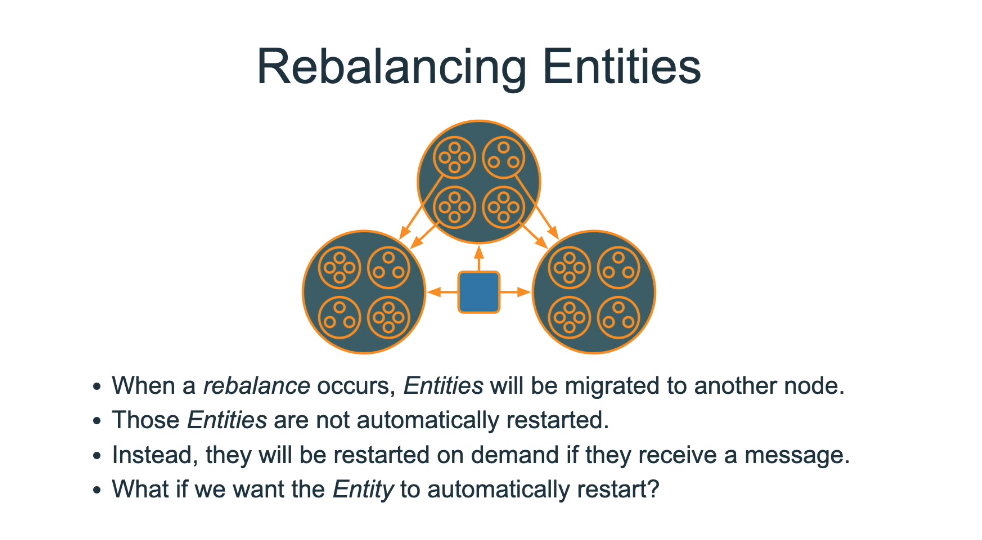 Rebalancing Entities
• When a rebalance occurs, Entities will be migrated to another node.
• Those Entities are not automatically restarted.
• Instead, they will be restarted on demand if they receive a message.
• What if we want the Entity to automatically restart?